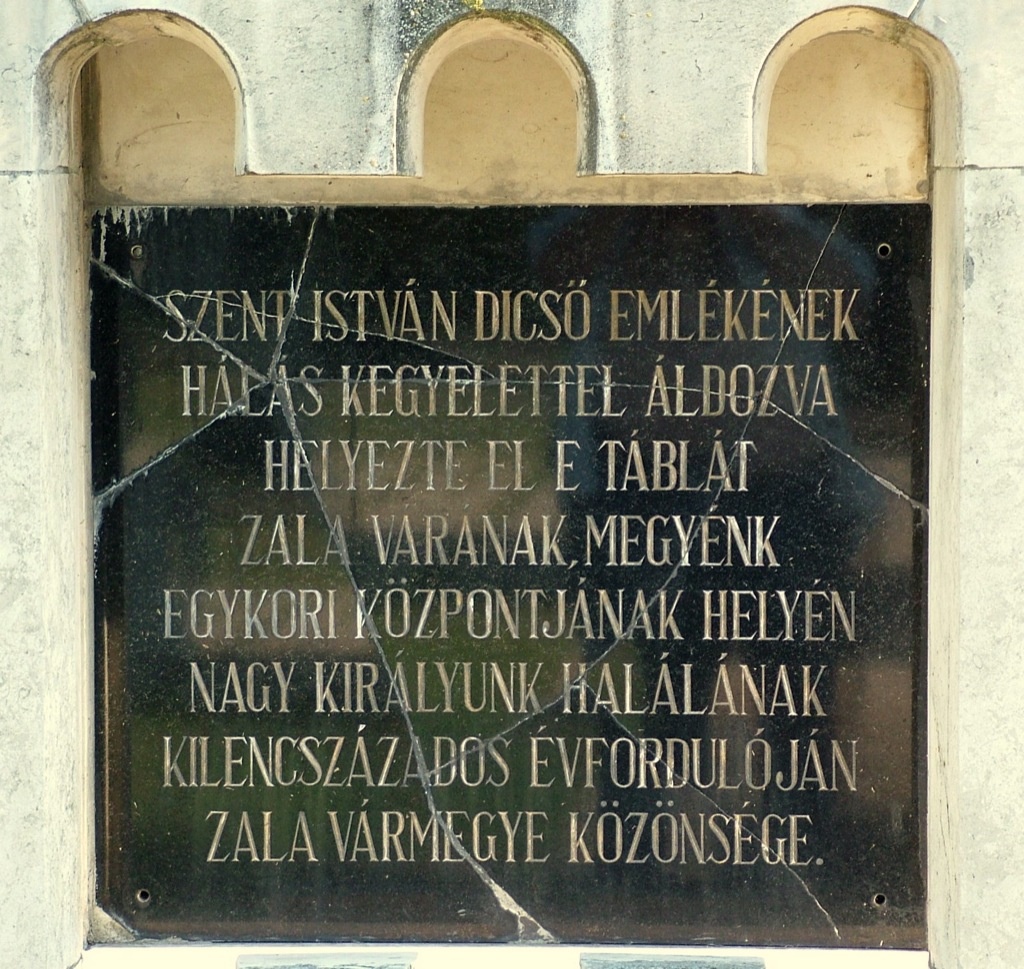 SZENT ISTVÁN DICSŐ EMLÉKÉNEK
HÁLÁS KEGYELETTEL ÁLDOZVA
HELYEZTE EL E TÁBLÁT
ZALA VARÁNAK, MEGYÉNK
EGYKORI KÖZPONTJÁNAK HELYÉN
NAGY KIRÁLYUNK HALÁLÁNAK
KILENCSZÁZADOS ÉVFORDULÓJÁN
ZALA VÁRMEGYE KÖZÖNSÉGE.